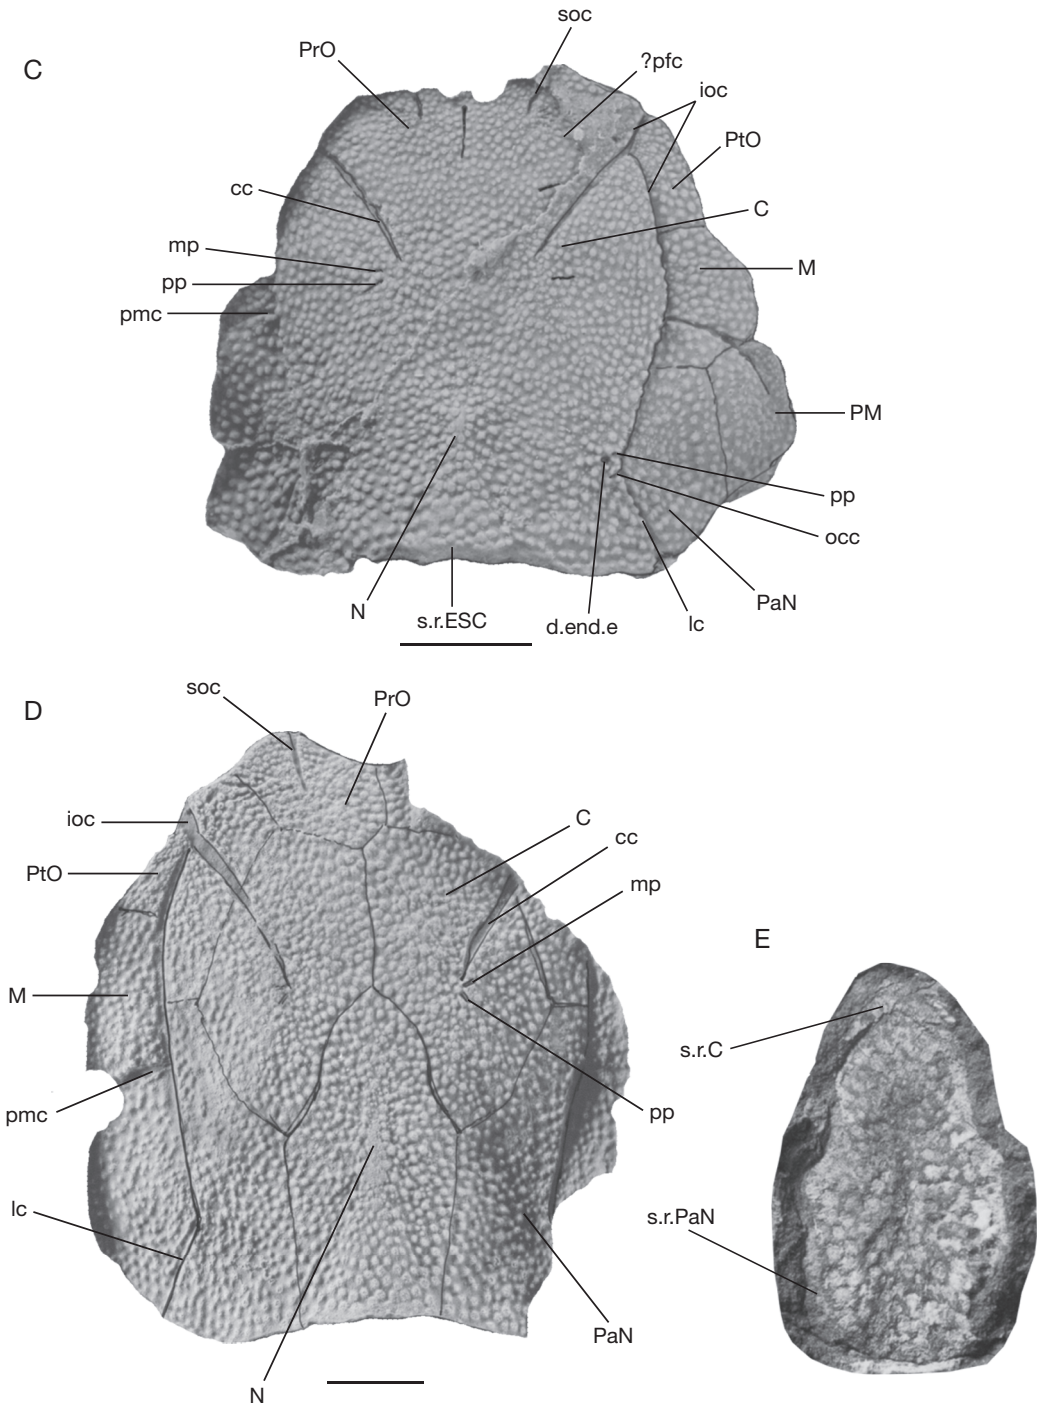 C
soc
PrO
?pfc
ioc
PtO
cc
C
mp
M
pp
pmc
PM
pp
occ
N
s.r.ESC
d.end.e
lc
PaN
D
soc
PrO
ioc
C
cc
PtO
mp
E
M
s.r.C
pmc
pp
lc
s.r.PaN
PaN
N